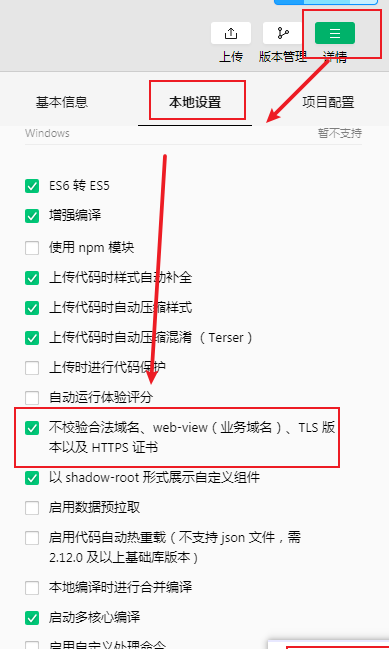 上传
版本管理
详情
基本信息
本地设置
项目配置
Windows
暂不支持
ES6 转 ES5
增强编译
使用 npm 模块
上传代码时样式自动补全
上传代码时自动压缩样式
上传代码时自动压缩混淆（Terser）
上传时进行代码保护
自动运行体验评分
不校验合法域名、web-view（业务域名）、TLS 版
本以及 HTTPS 证书
以 shadow-root 形式展示自定义组件
启用数据预拉取
启用代码自动热重载（不支持 json 文件，需
2.12.0 及以上基础库版本）
本地编译时进行合并编译
启动多核心编译
启用自定义处理命令